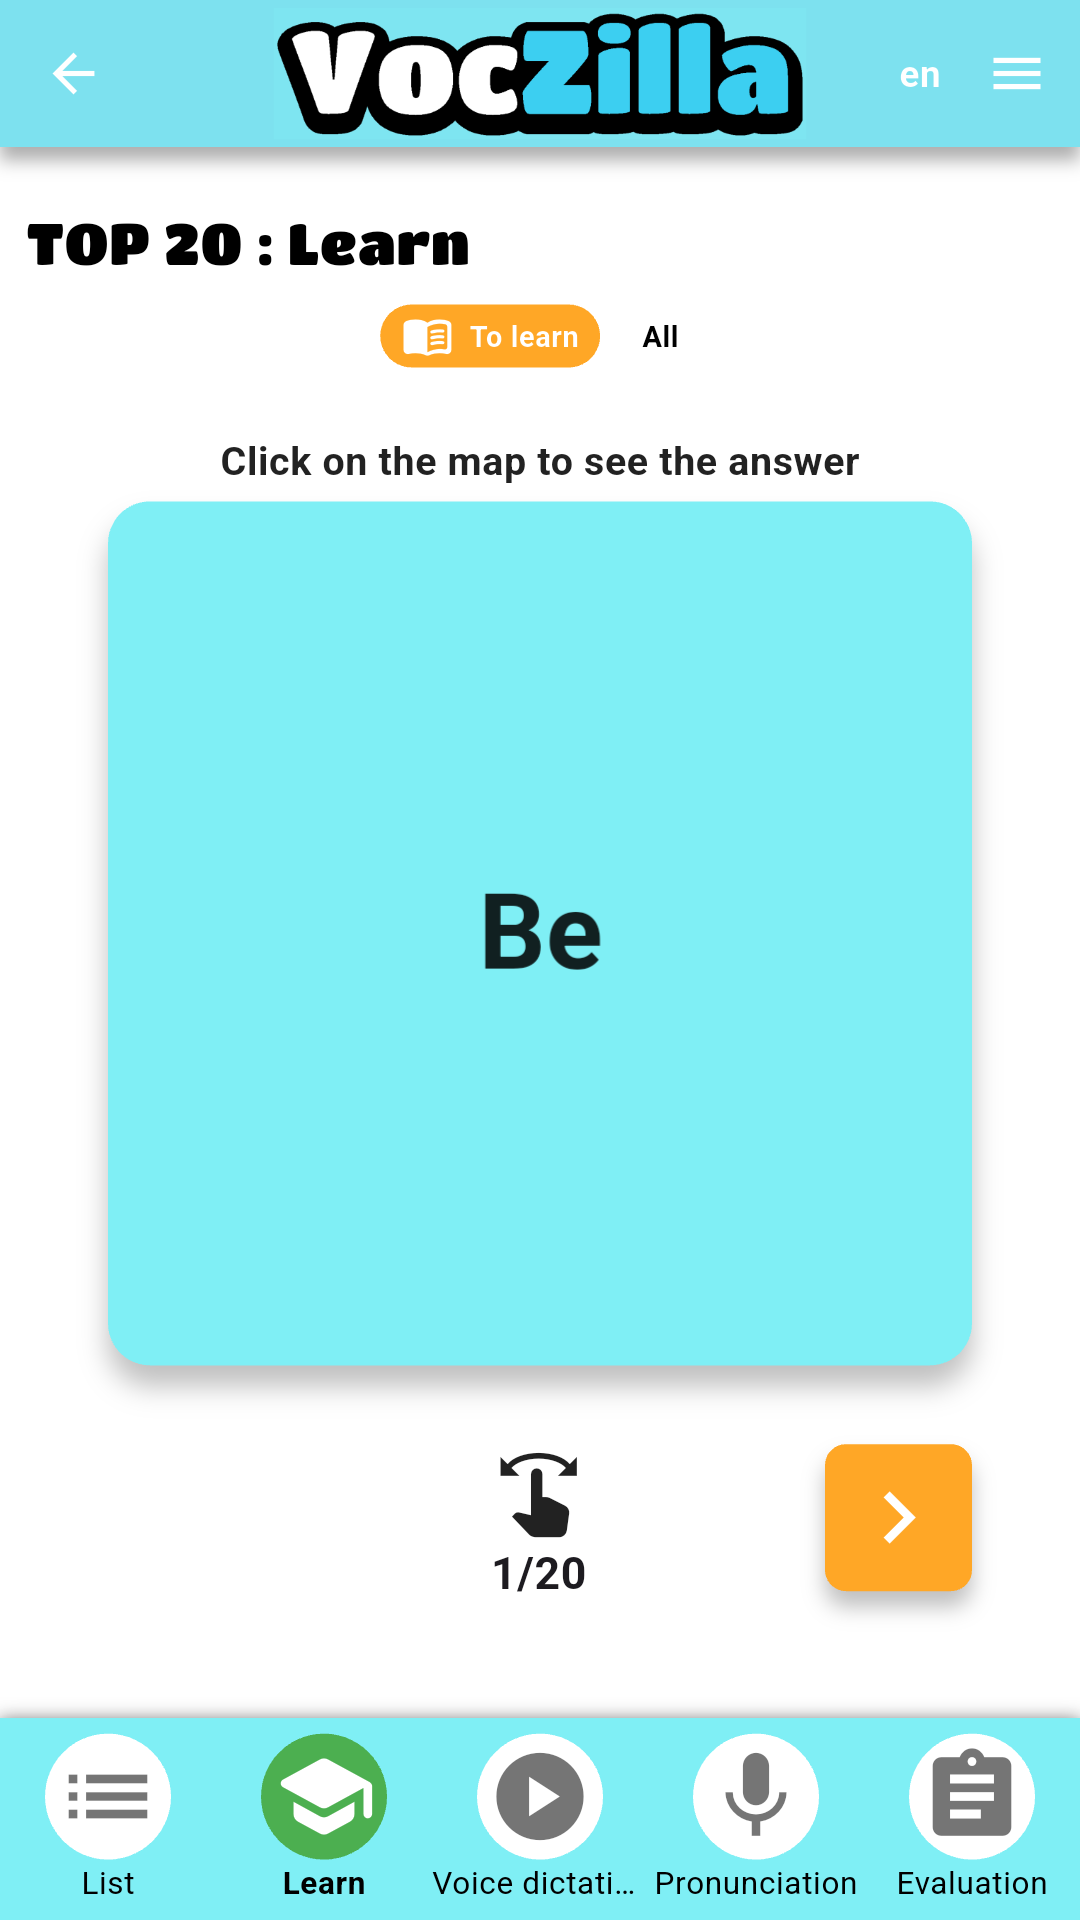 VocZilla
en
TOP 20 : Learn
To learn
All
Click on the map to see the answer
Be
1/20
List
Learn
Voice dictati...
Pronunciation
Evaluation